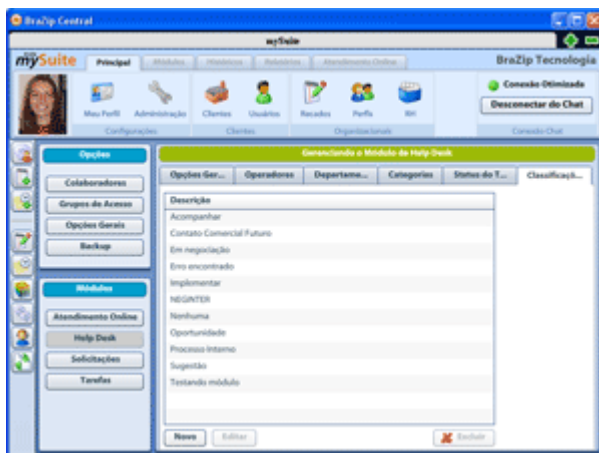 BraZip Central
mySuite
mySuite
Principal
Módulos
Históricos
Relatórios
Atendimento Online
BraZip Tecnologia
Meu Perfil
Administração
Clientes
Usuários
Recados
Perfis
RH
Conexão Otimizada
Desconectar do Chat
Configurações
Clientes
Organizacionais
Conexão Chat
Opções
Colaboradores
Grupos de Acesso
Opções Gerais
Backup
Módulos
Atendimento Online
Help Desk
Solicitações
Tarefas
Gerenciando o Módulo de Help Desk
Opções Ger...
Operadores
Departame...
Categorias
Status do T...
Classificaçã...
Descrição
Acompanhar
Contato Comercial Futuro
Em negociação
Erro encontrado
Implementar
NEGINTER
Nenhuma
Oportunidade
Processo Interno
Sugestão
Testando módulo
Novo
Editar
Excluir